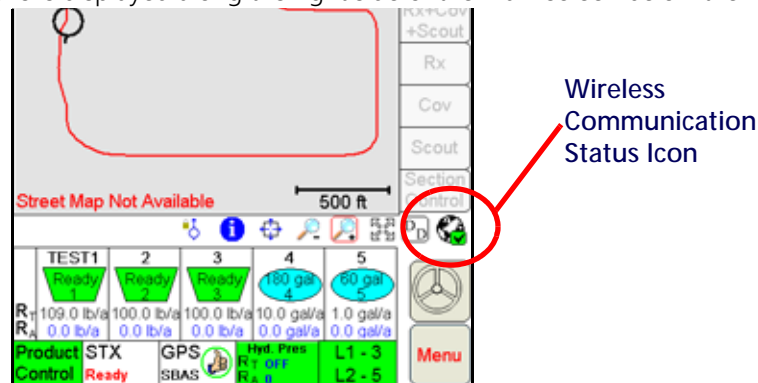 Rx+Cov
+Scout
Rx
Cov
Scout
Section
Control
Wireless
Communication
Status Icon
Street Map Not Available
500 ft
D D
TEST1 2 3 4 5
Ready Ready Ready 180 gal 60 gal
1 2 3 4 5
RT 109.0 lb/a 100.0 lb/a 100.0 lb/a 10.0 gal/a 1.0 gal/a
RA 0.0 lb/a 0.0 lb/a 0.0 lb/a 0.0 gal/a 0.0 gal/a
Product STX GPS Hyd. Pres L1 - 3
RT OFF
Control Ready SBAS RA 0 L2 - 5
Menu